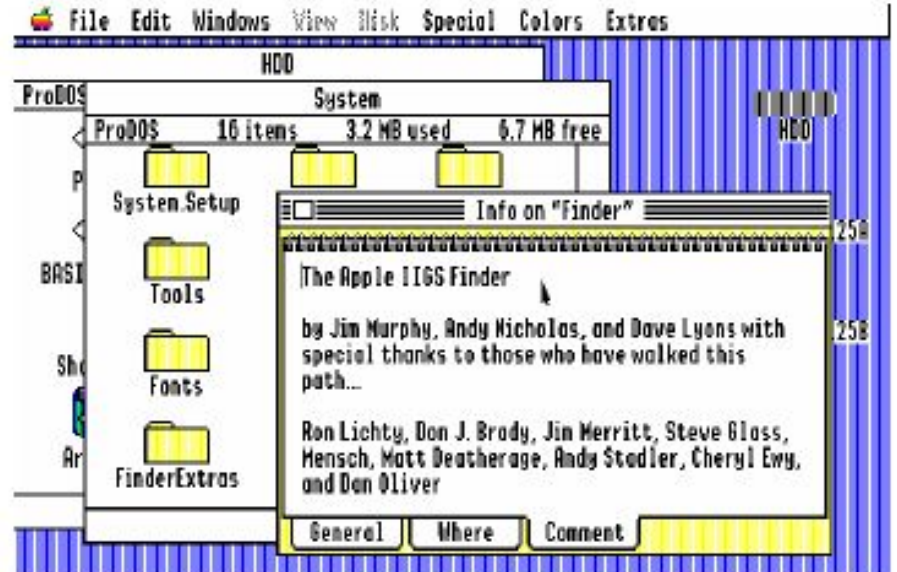 File Edit Windows View Disk Special Colors Extras
HDD
ProDOS
System
HDD
ProDOS 16 items 3.2 MB used 6.7 MB free
System.Setup
Info on "Finder"
BASI
Tools
The Apple IIGS Finder
by Jim Murphy, Andy Nicholas, and Dave Lyons with
special thanks to those who have walked this
path...
Fonts
Ron Lichty, Don J. Brady, Jim Merritt, Steve Glass,
Mensch, Matt Deatherage, Andy Stadler, Cheryl Ewy,
and Dan Oliver
FinderExtras
General Where Comment